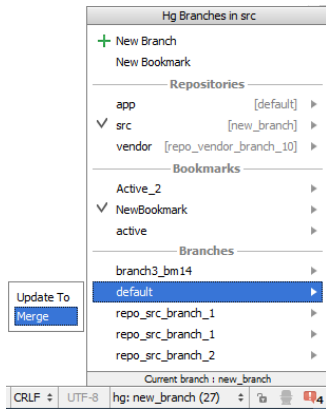 Hg Branches in src
New Branch
New Bookmark
Repositories
app [default]
src [new_branch]
vendor [repo_vendor_branch_10]
Bookmarks
Active_2
NewBookmark
active
Branches
branch3_bm14
default
Update To
Merge
repo_src_branch_1
repo_src_branch_1
repo_src_branch_2
Current branch : new_branch
CRLF UTF-8 hg: new_branch (27) 4